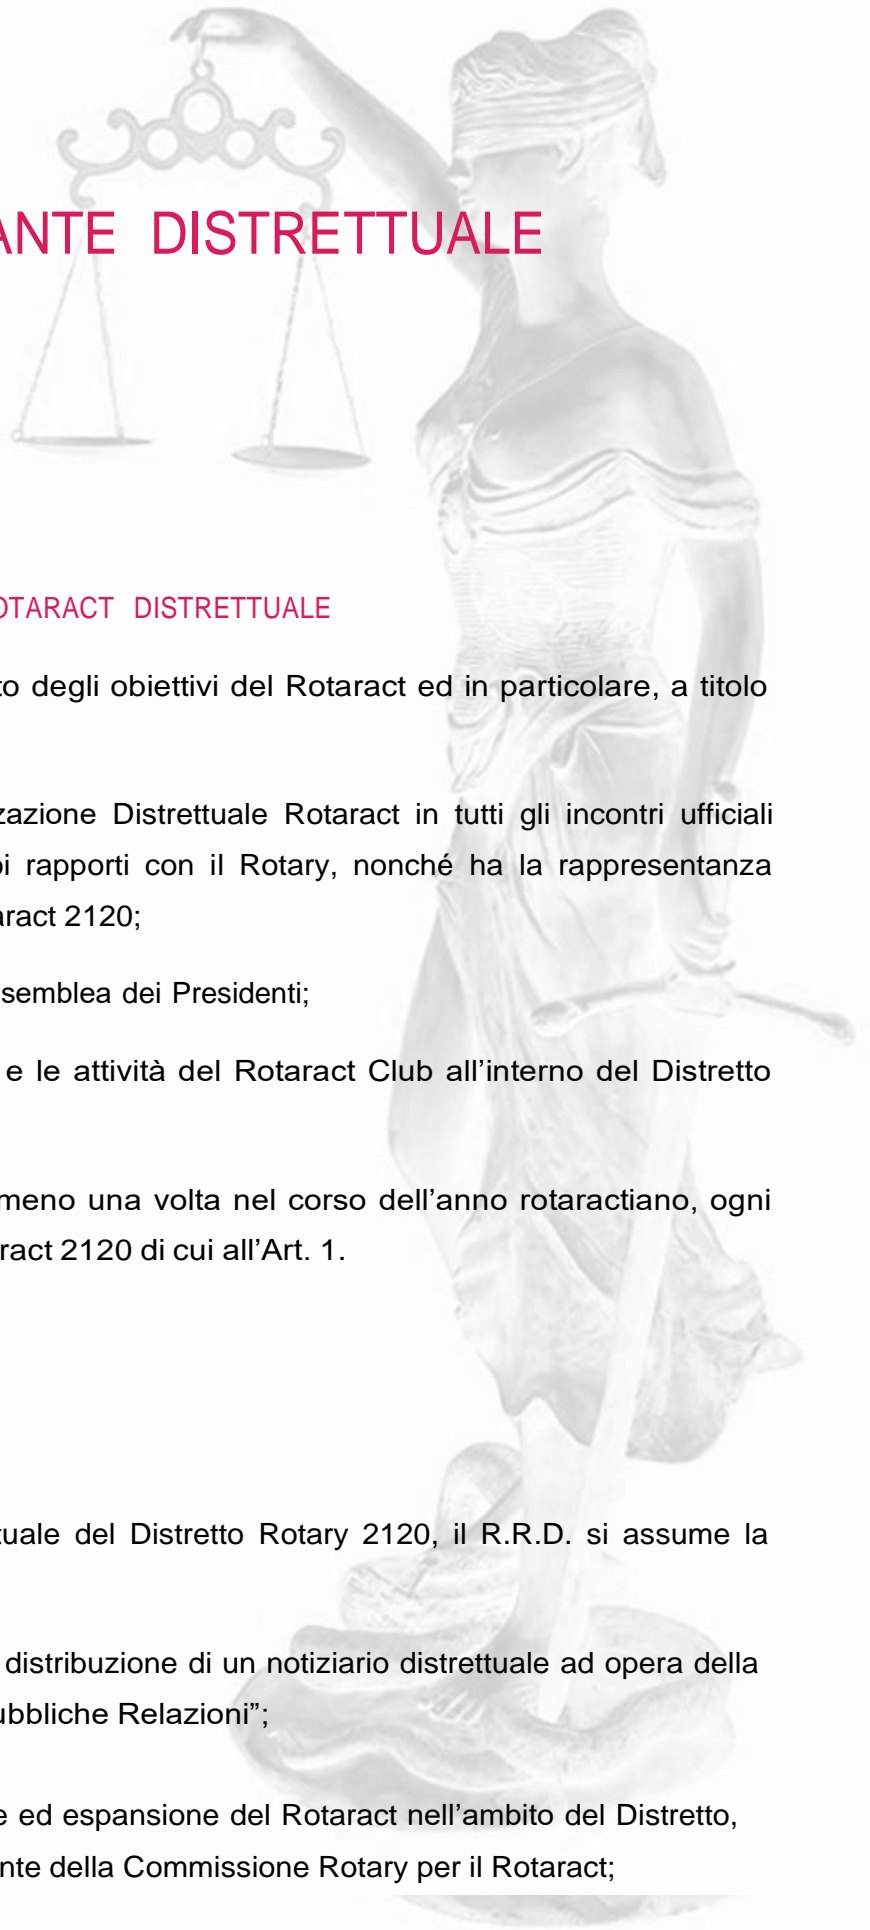 ANTE DISTRETTUALE
OTARACT DISTRETTUALE
to degli obiettivi del Rotaract ed in particolare, a titolo
zazione Distrettuale Rotaract in tutti gli incontri ufficiali
oi rapporti con il Rotary, nonché ha la rappresentanza
aract 2120;
semblea dei Presidenti;
e le attività del Rotaract Club all’interno del Distretto
meno una volta nel corso dell’anno rotaractiano, ogni
ract 2120 di cui all’Art. 1.
tuale del Distretto Rotary 2120, il R.R.D. si assume la
distribuzione di un notiziario distrettuale ad opera della
ubbliche Relazioni”;
e ed espansione del Rotaract nell’ambito del Distretto,
nte della Commissione Rotary per il Rotaract;